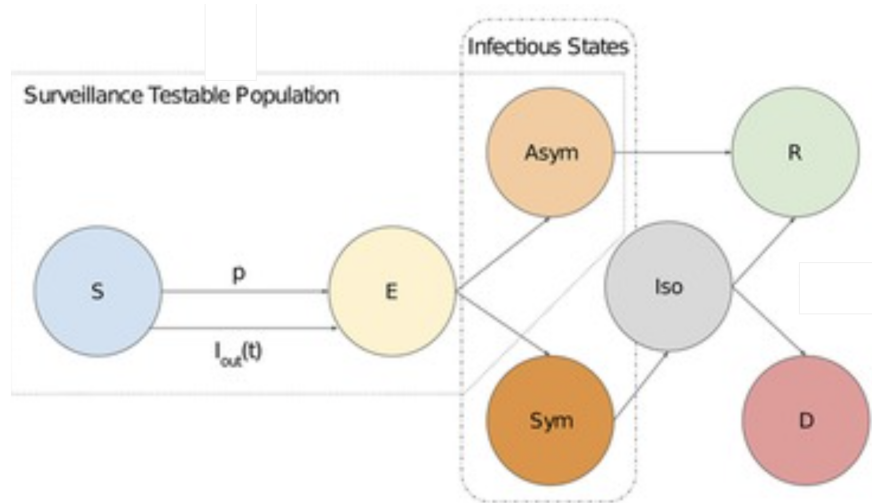 Infectious States
Surveillance Testable Population
Asym
R
S
p
E
Iso
I_out(t)
Sym
D